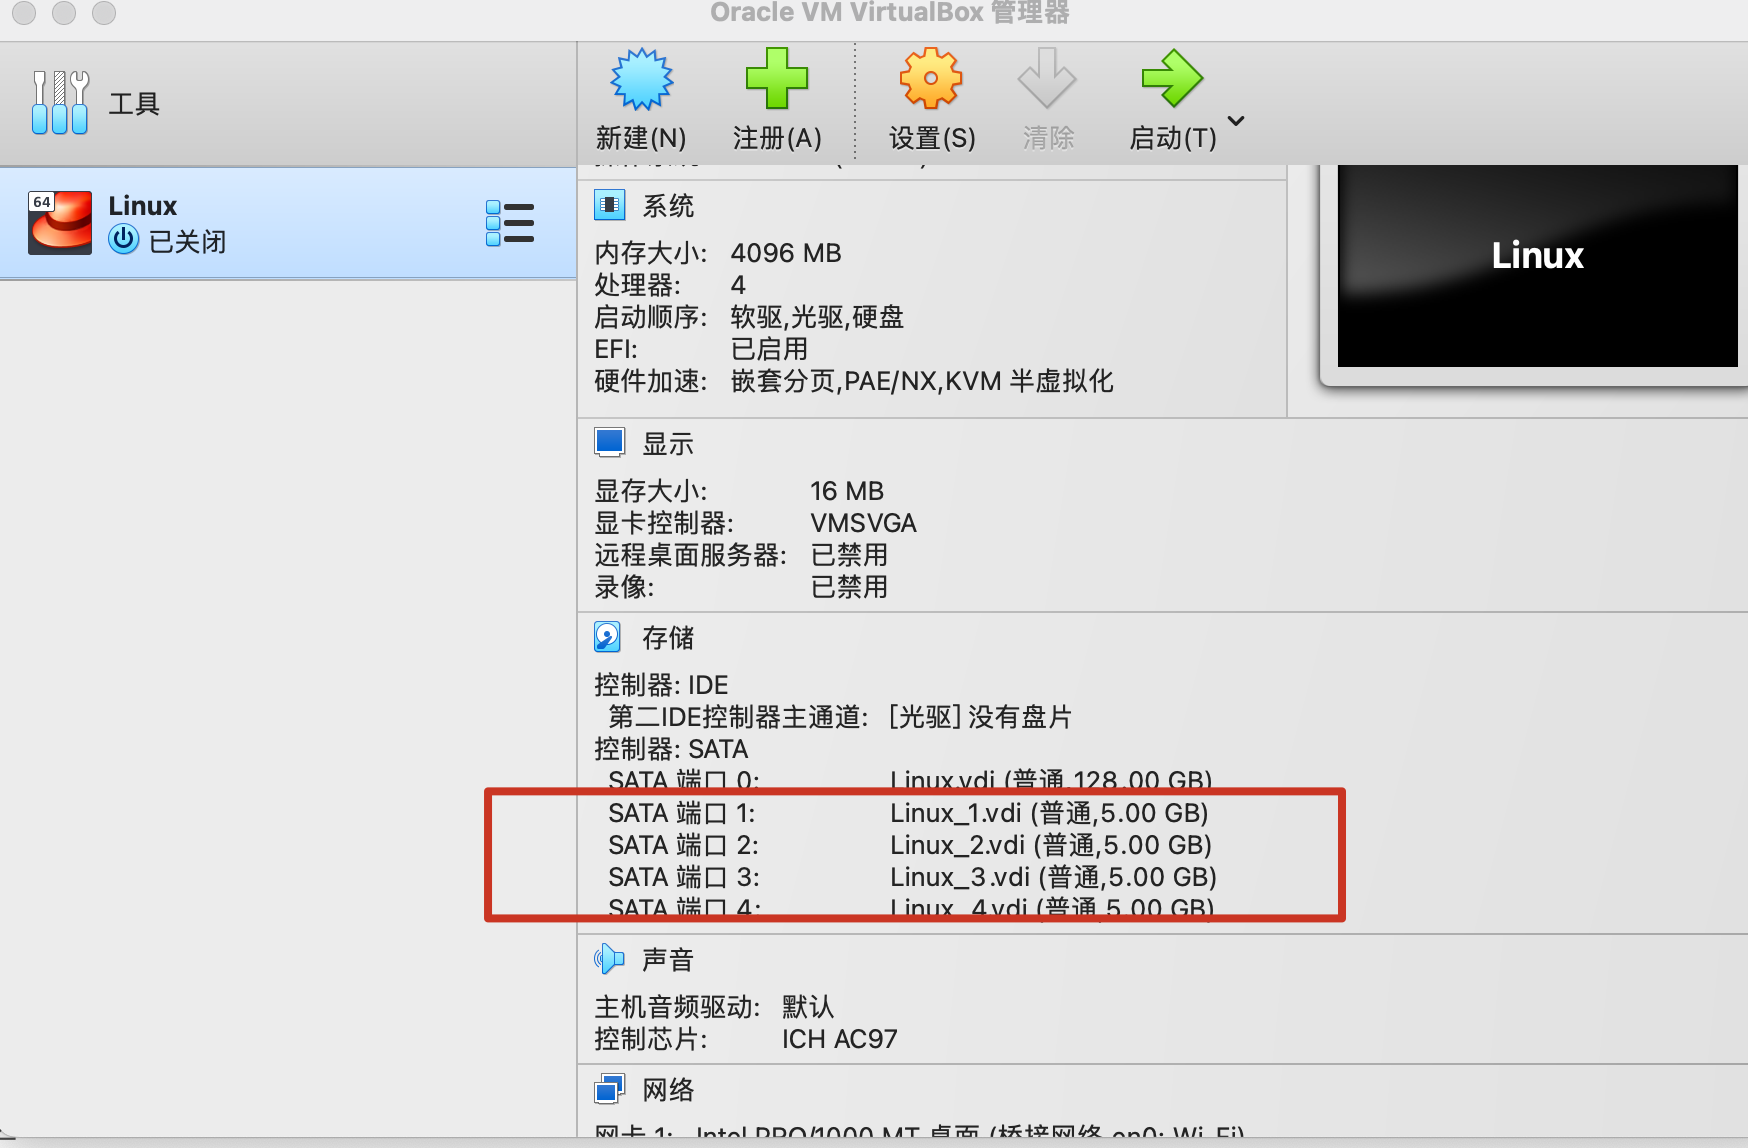 Oracle VM VirtualBox 管理器
工具
新建(N)
注册(A)
设置(S)
清除
启动(T)
64
Linux
已关闭
系统
内存大小: 4096 MB
处理器: 4
启动顺序: 软驱,光驱,硬盘
EFI: 已启用
硬件加速: 嵌套分页,PAE/NX,KVM 半虚拟化
Linux
显示
显存大小: 16 MB
显卡控制器: VMSVGA
远程桌面服务器: 已禁用
录像: 已禁用
存储
控制器: IDE
第二IDE控制器主通道: [光驱] 没有盘片
控制器: SATA
SATA 端口 0: Linux.vdi (普通,128.00 GB)
SATA 端口 1: Linux_1.vdi (普通,5.00 GB)
SATA 端口 2: Linux_2.vdi (普通,5.00 GB)
SATA 端口 3: Linux_3.vdi (普通,5.00 GB)
SATA 端口 4: Linux_4.vdi (普通,5.00 GB)
声音
主机音频驱动: 默认
控制芯片: ICH AC97
网络
网卡 1: Intel PRO/1000 MT 桌面 (桥接网络, en0: Wi-Fi)